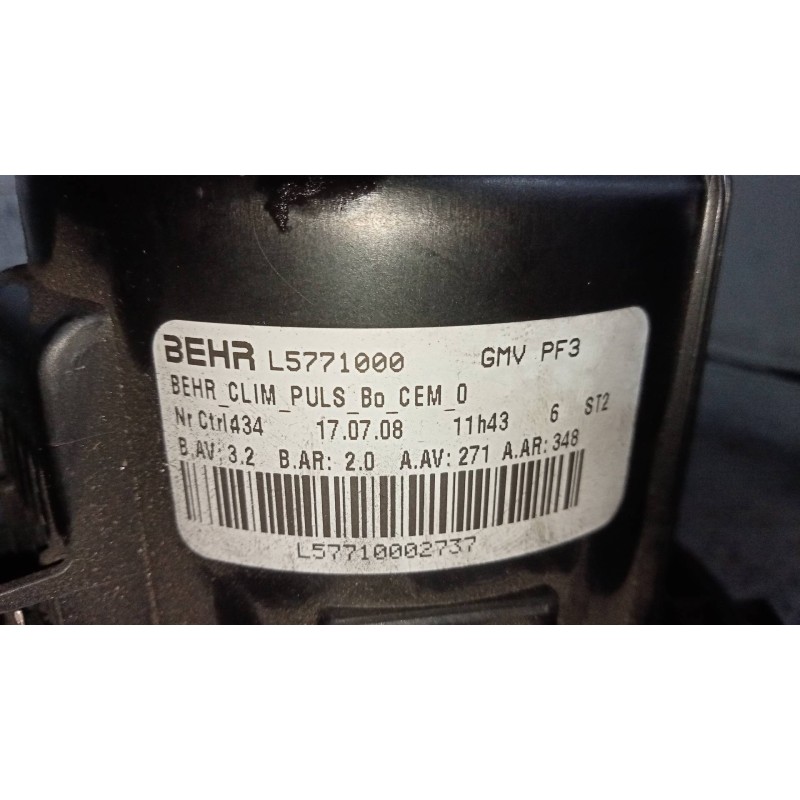 BEHR L5771000 GMV PF3
BEHR_CLIM_PULS_Bo_CEM_0
Nr Ctrl434 17.07.08 11h43 6 ST2
B.AV: 3.2 B.AR: 2.0 A.AV: 271 A.AR: 348
L57710002737